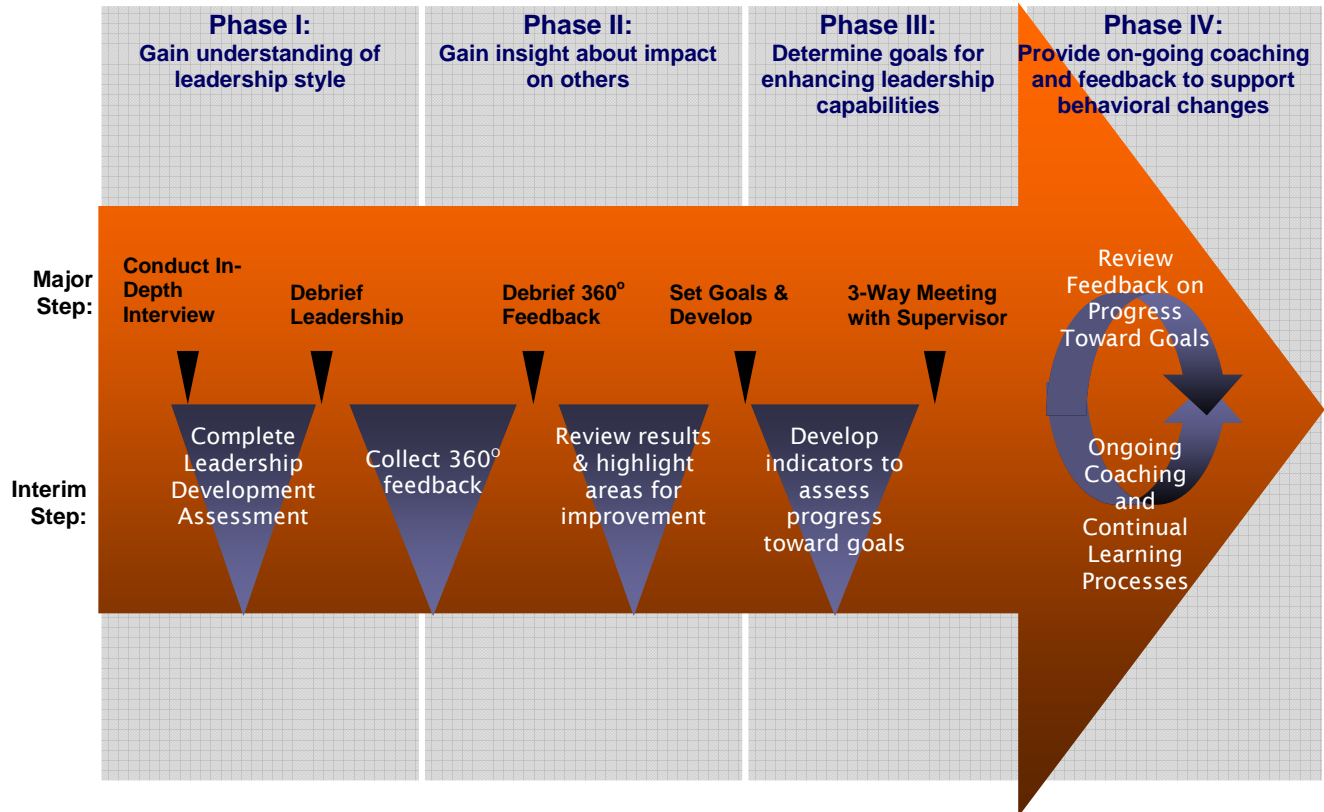 Phase I:
Gain understanding of
leadership style
Phase II:
Gain insight about impact
on others
Phase III:
Determine goals for
enhancing leadership
capabilities
Phase IV:
Provide on-going coaching
and feedback to support
behavioral changes
Major
Step:
Conduct In-
Depth
Interview
Debrief
Leadership
Debrief 360°
Feedback
Set Goals &
Develop
3-Way Meeting
with Supervisor
Review
Feedback on
Progress
Toward Goals
Interim
Step:
Complete
Leadership
Development
Assessment
Collect 360°
feedback
Review results
& highlight
areas for
improvement
Develop
indicators to
assess
progress
toward goals
Ongoing
Coaching
and
Continual
Learning
Processes